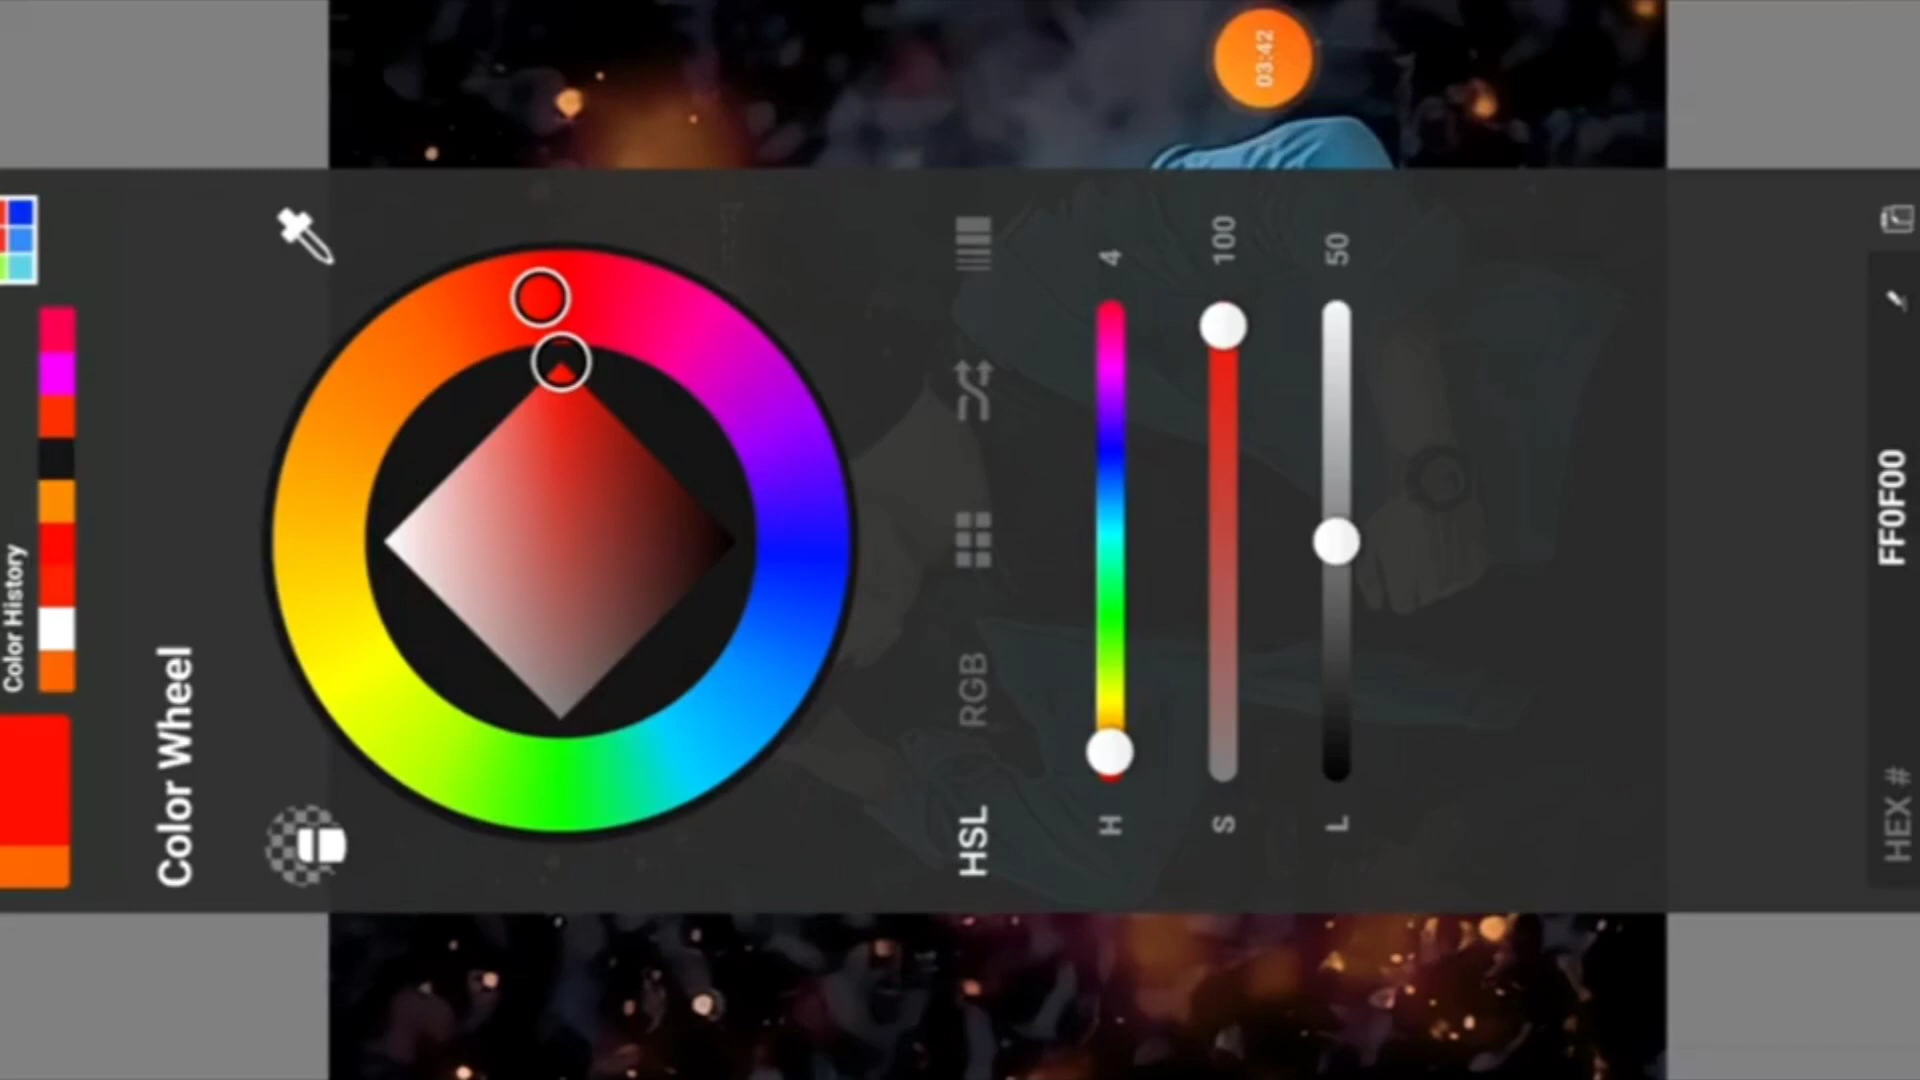 03:42
Color History
Color Wheel
HSL RGB
H 4
S 100
L 50
HEX # FF0F00